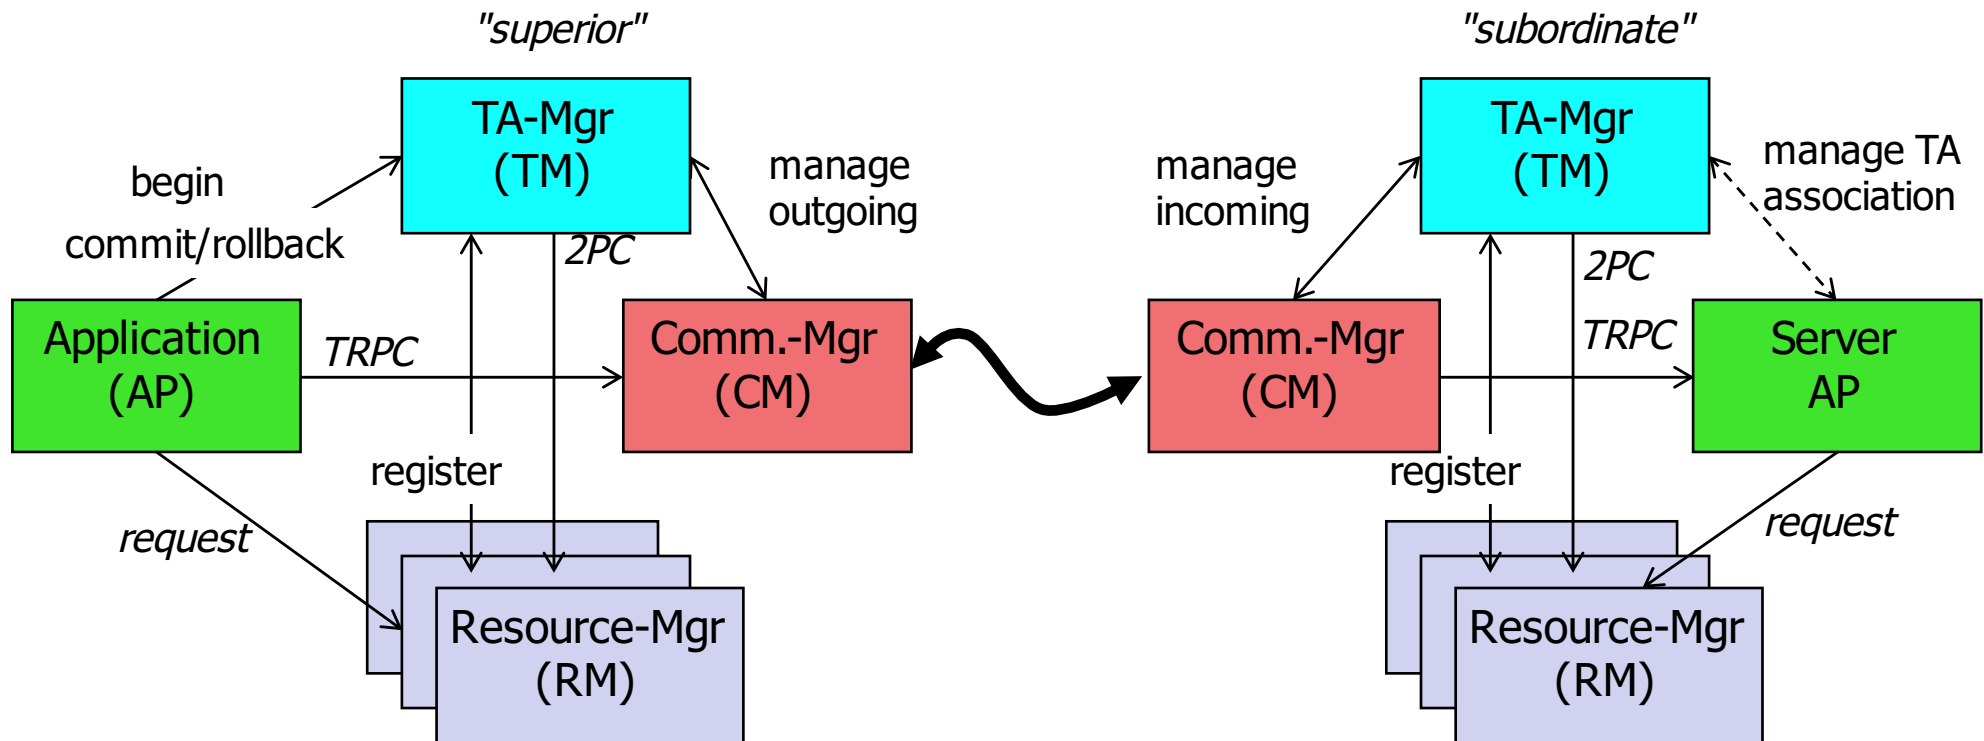 "superior"
"subordinate"
TA-Mgr
(TM)
TA-Mgr
(TM)
begin
commit/rollback
manage
outgoing
manage
incoming
manage TA
association
2PC
2PC
Application
(AP)
TRPC
Comm.-Mgr
(CM)
Comm.-Mgr
(CM)
TRPC
Server
AP
register
register
request
request
Resource-Mgr
(RM)
Resource-Mgr
(RM)